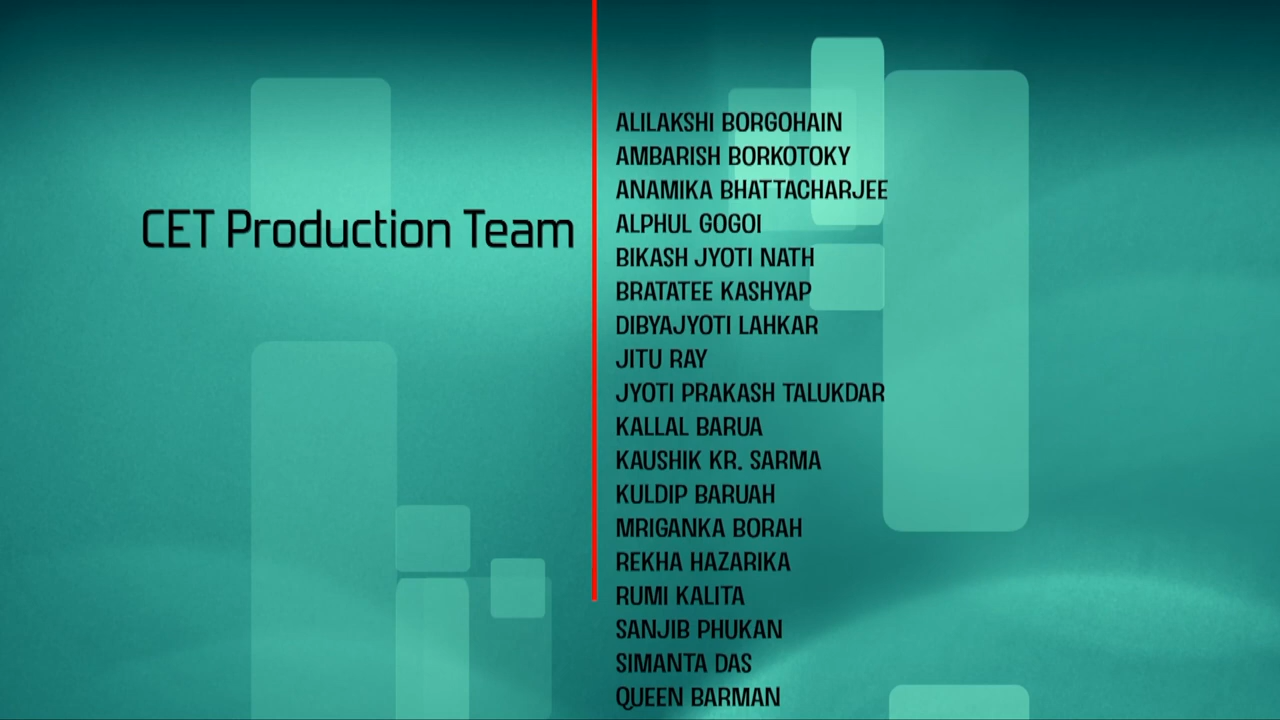 CET Production Team
ALILAKSHI BORGOHAIN
AMBARISH BORKOTOKY
ANAMIKA BHATTACHARJEE
ALPHUL GOGOI
BIKASH JYOTI NATH
BRATATEE KASHYAP
DIBYAJYOTI LAHKAR
JITU RAY
JYOTI PRAKASH TALUKDAR
KALLAL BARUA
KAUSHIK KR. SARMA
KULDIP BARUAH
MRIGANKA BORAH
REKHA HAZARIKA
RUMI KALITA
SANJIB PHUKAN
SIMANTA DAS
QUEEN BARMAN